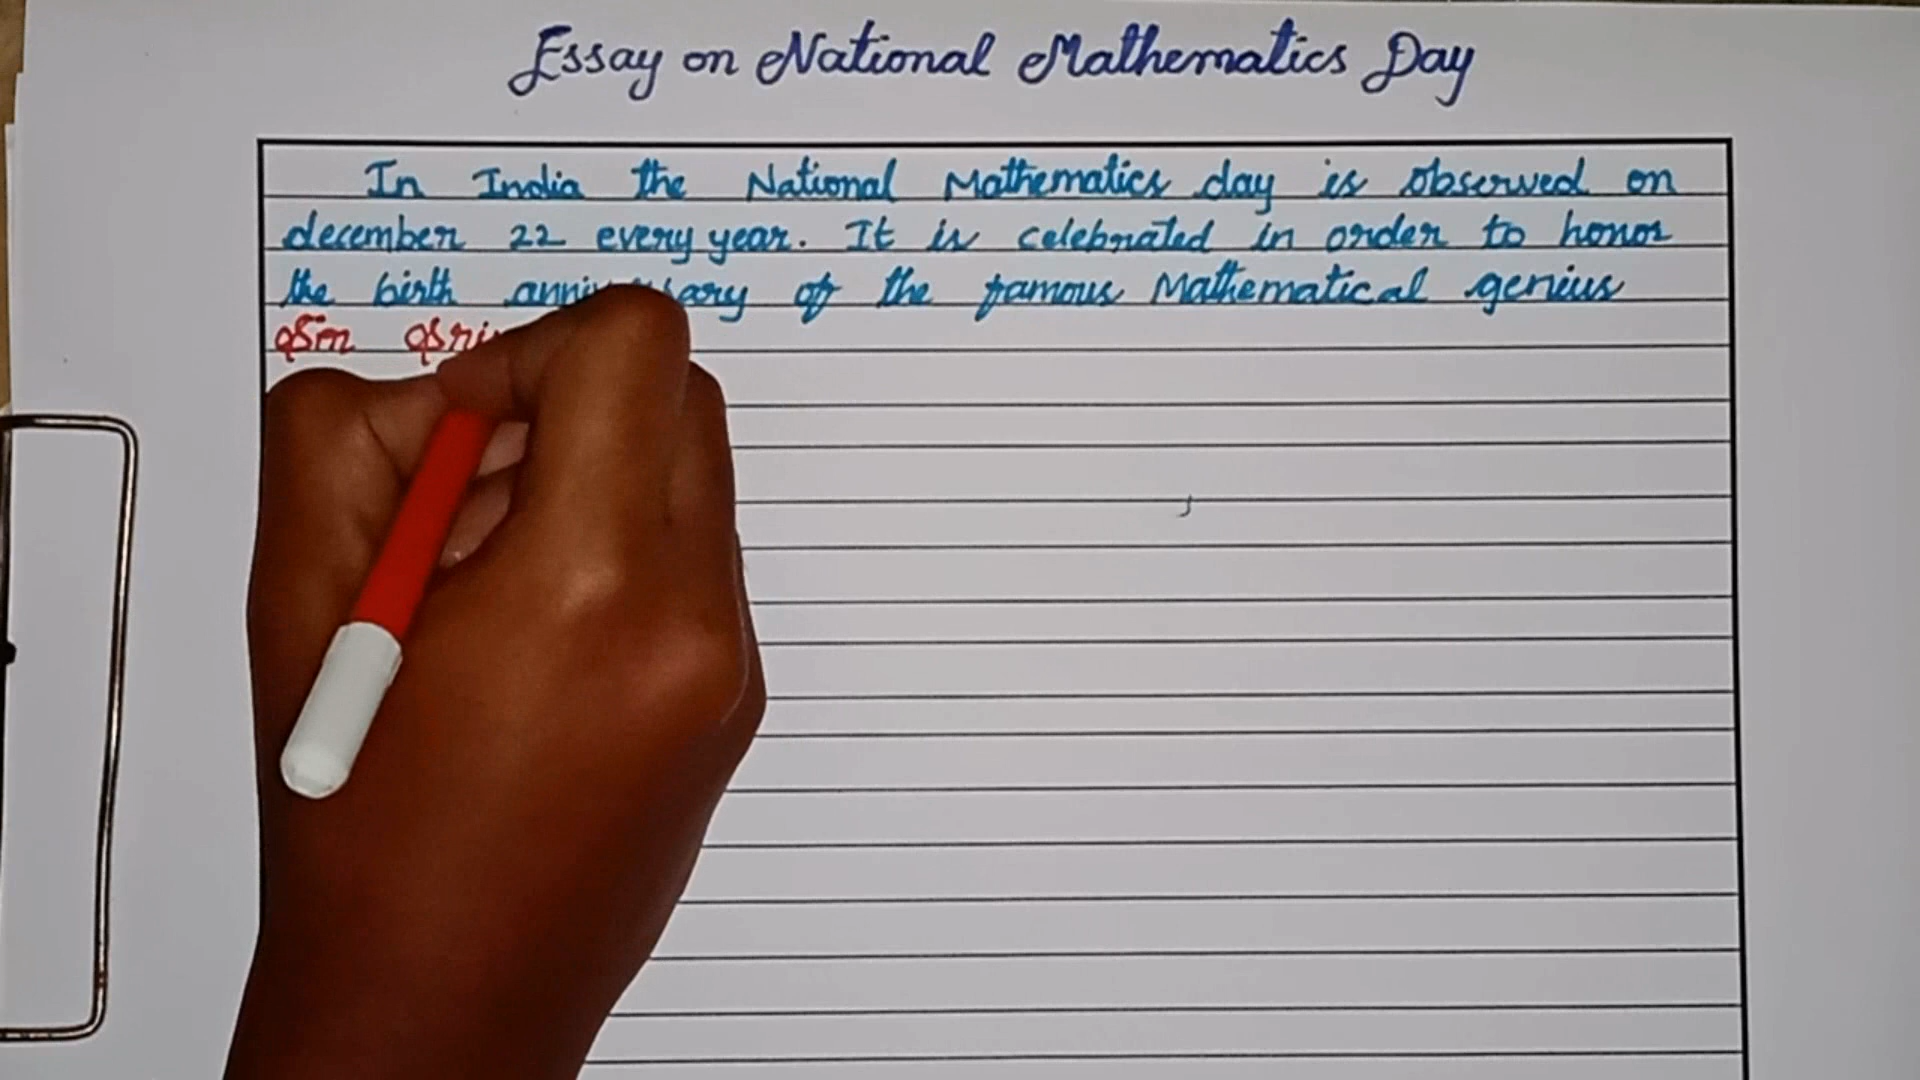 Essay on National Mathematics Day
In India the National Mathematics day is observed on
december 22 every year. It is celebrated in order to honor
the birth anniversary of the famous Mathematical genius